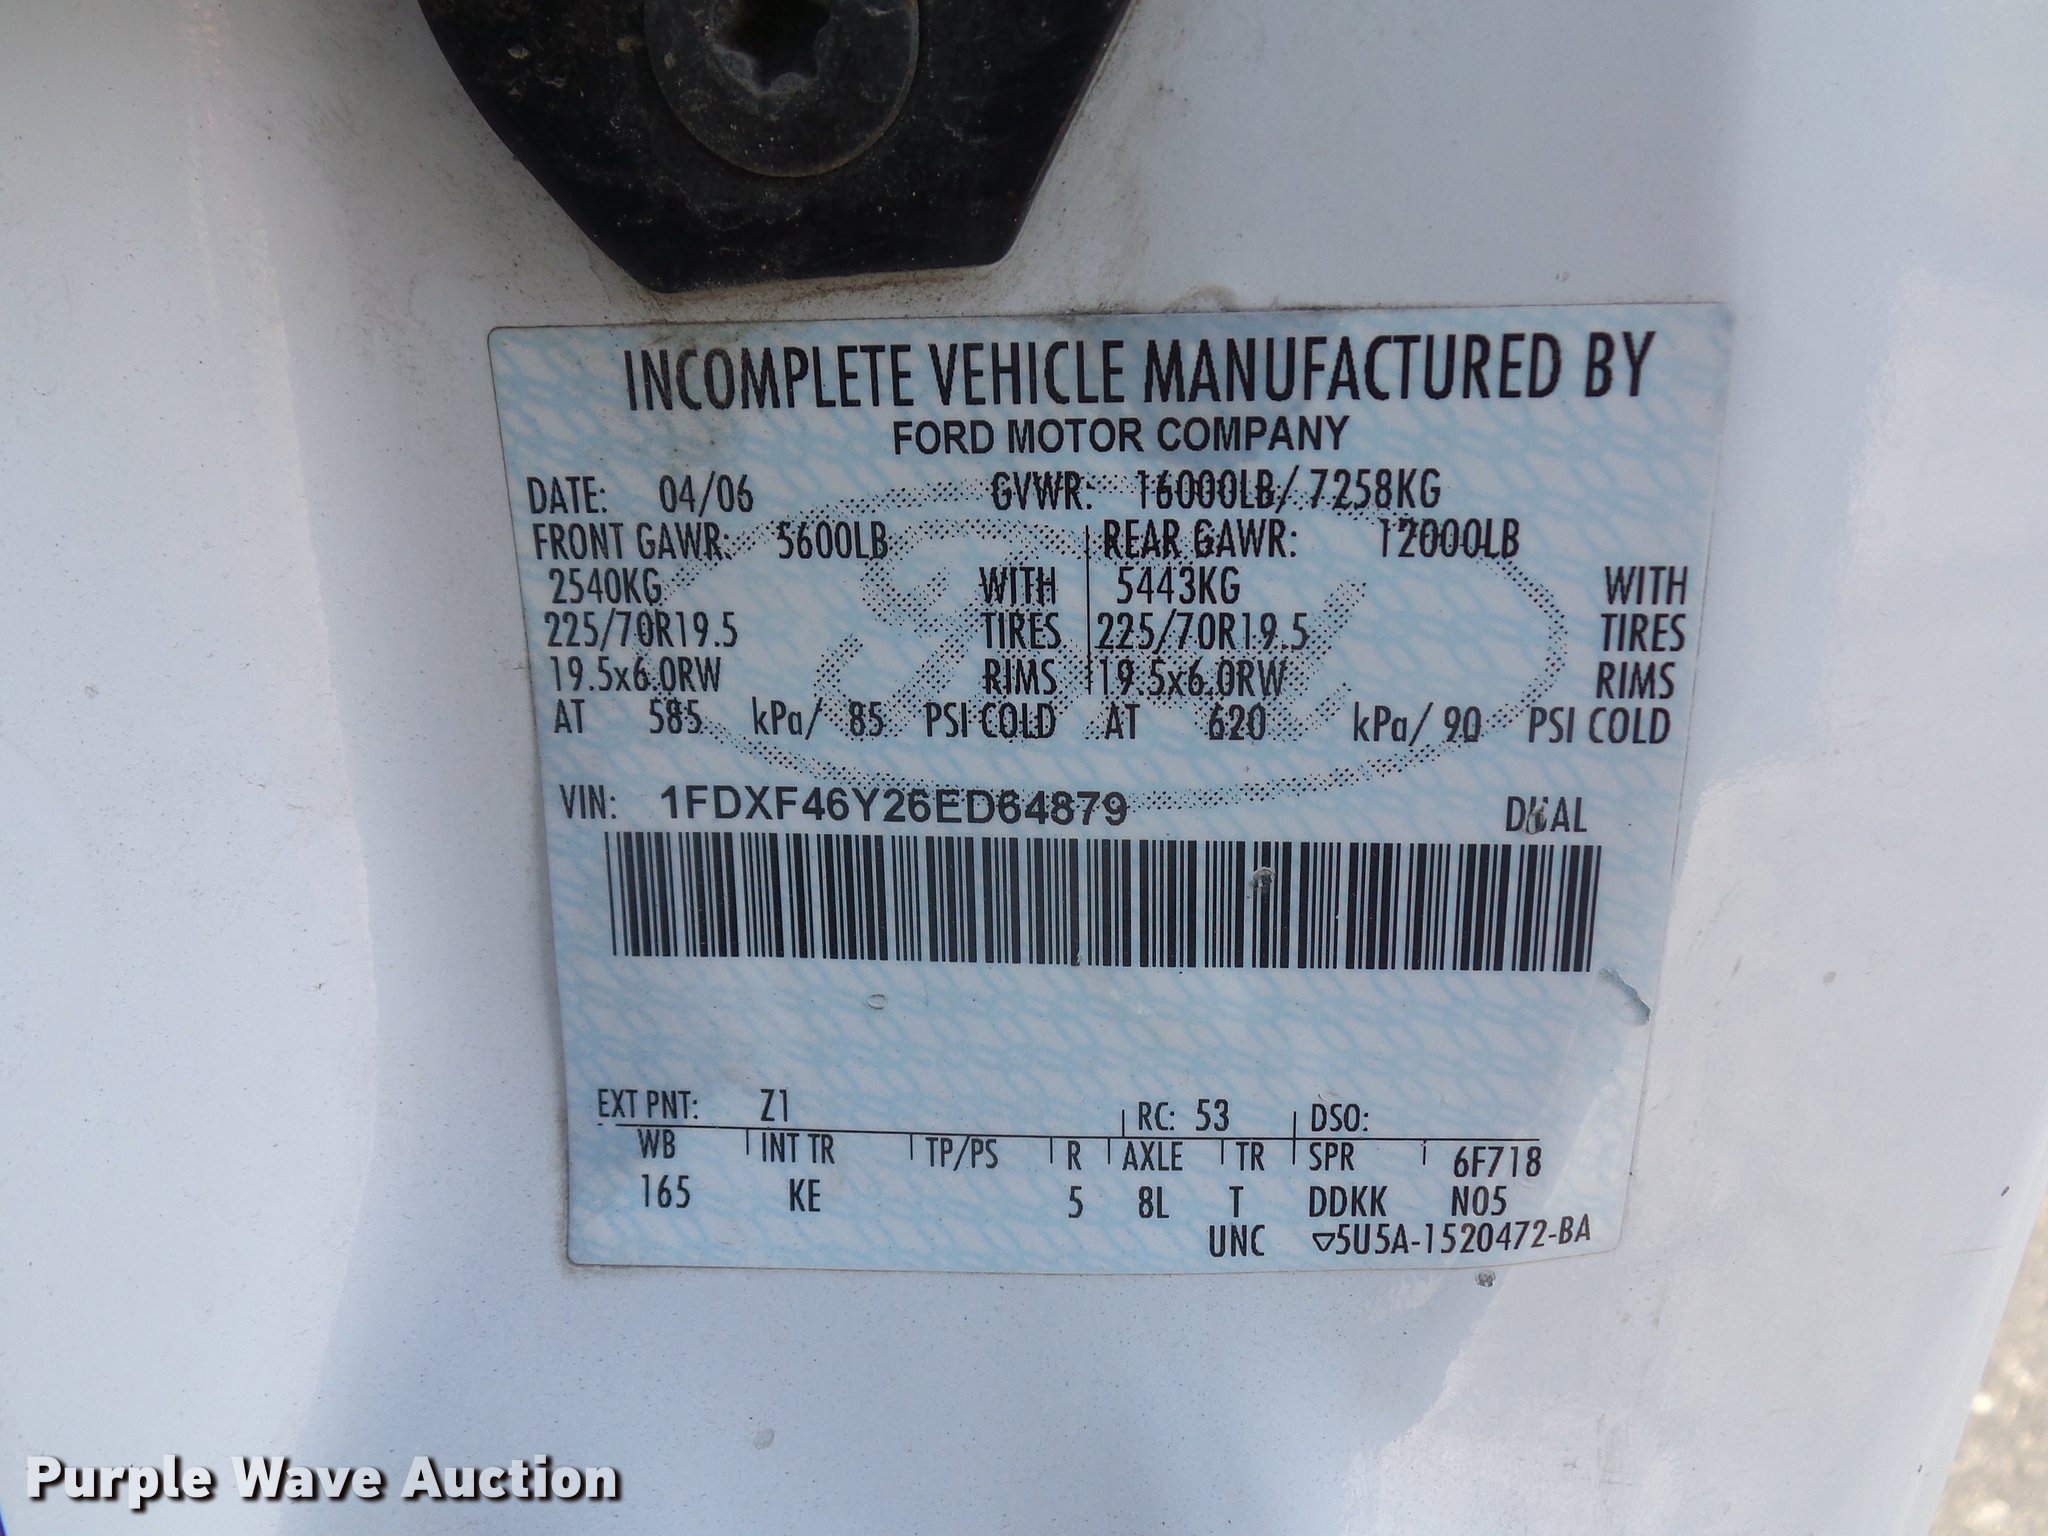 INCOMPLETE VEHICLE MANUFACTURED BY
FORD MOTOR COMPANY
DATE: 04/06 GVWR: 16000LB/ 7258KG
FRONT GAWR: 5600LB REAR GAWR: 12000LB
2540KG WITH 5443KG WITH
225/70R19.5 TIRES 225/70R19.5 TIRES
19.5x6.0RW RIMS 19.5x6.0RW RIMS
AT 585 kPa/ 85 PSI COLD AT 620 kPa/ 90 PSI COLD
VIN: 1FDXF46Y26ED64879 DUAL
EXT PNT: Z1 RC: 53 DSO:
WB INT TR TP/PS R AXLE TR SPR 6F718
165 KE 5 8L T DDKK N05
UNC ▽5U5A-1520472-BA
Purple Wave Auction